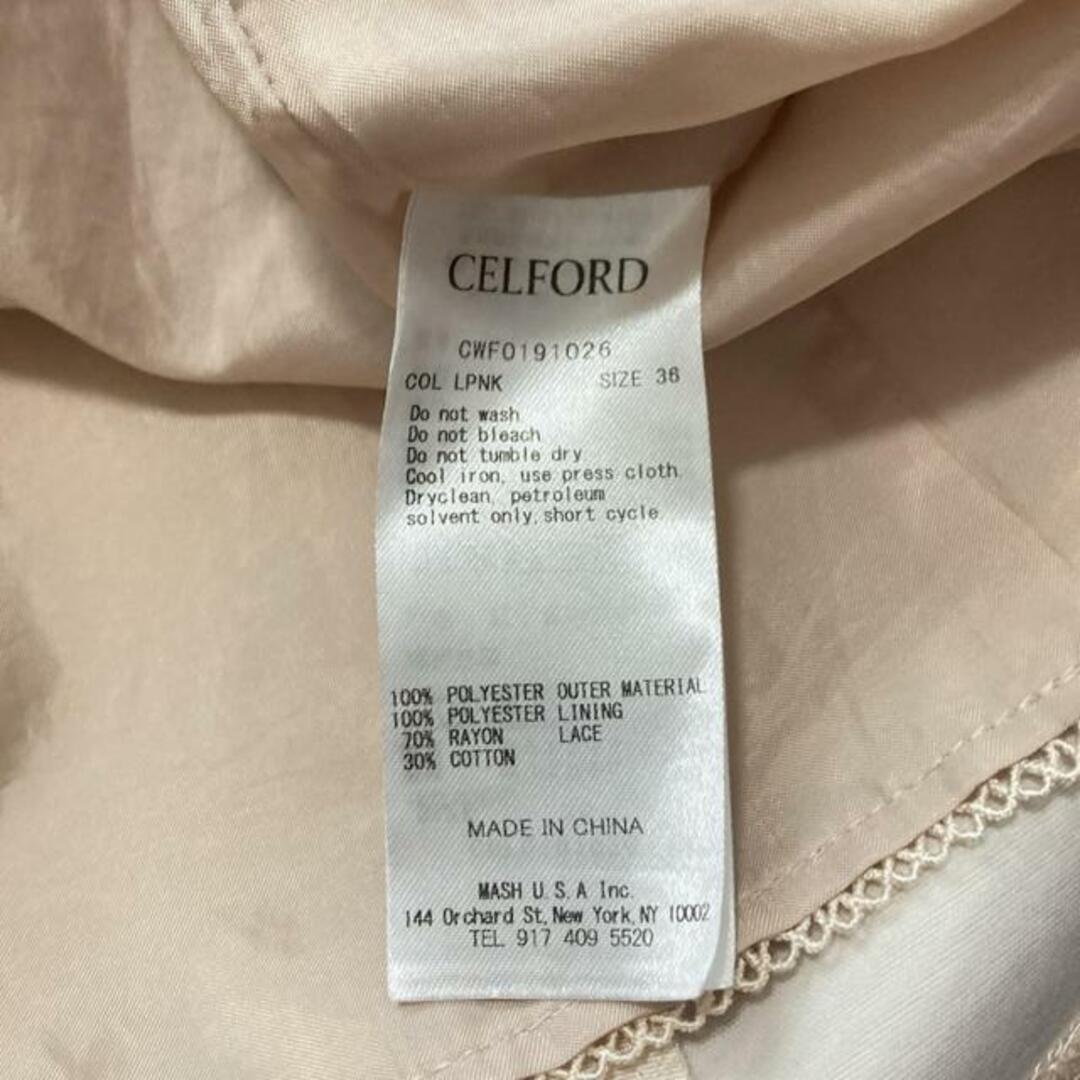 CELFORD
CWF0191026
COL LPNK SIZE 36
Do not wash
Do not bleach
Do not tumble dry
Cool iron, use press cloth
Dryclean, petroleum
solvent only,short cycle
100% POLYESTER OUTER MATERIAL
100% POLYESTER LINING
70% RAYON LACE
30% COTTON
MADE IN CHINA
MASH U.S.A Inc.
144 Orchard St, New York, NY 10002
TEL 917 409 5520